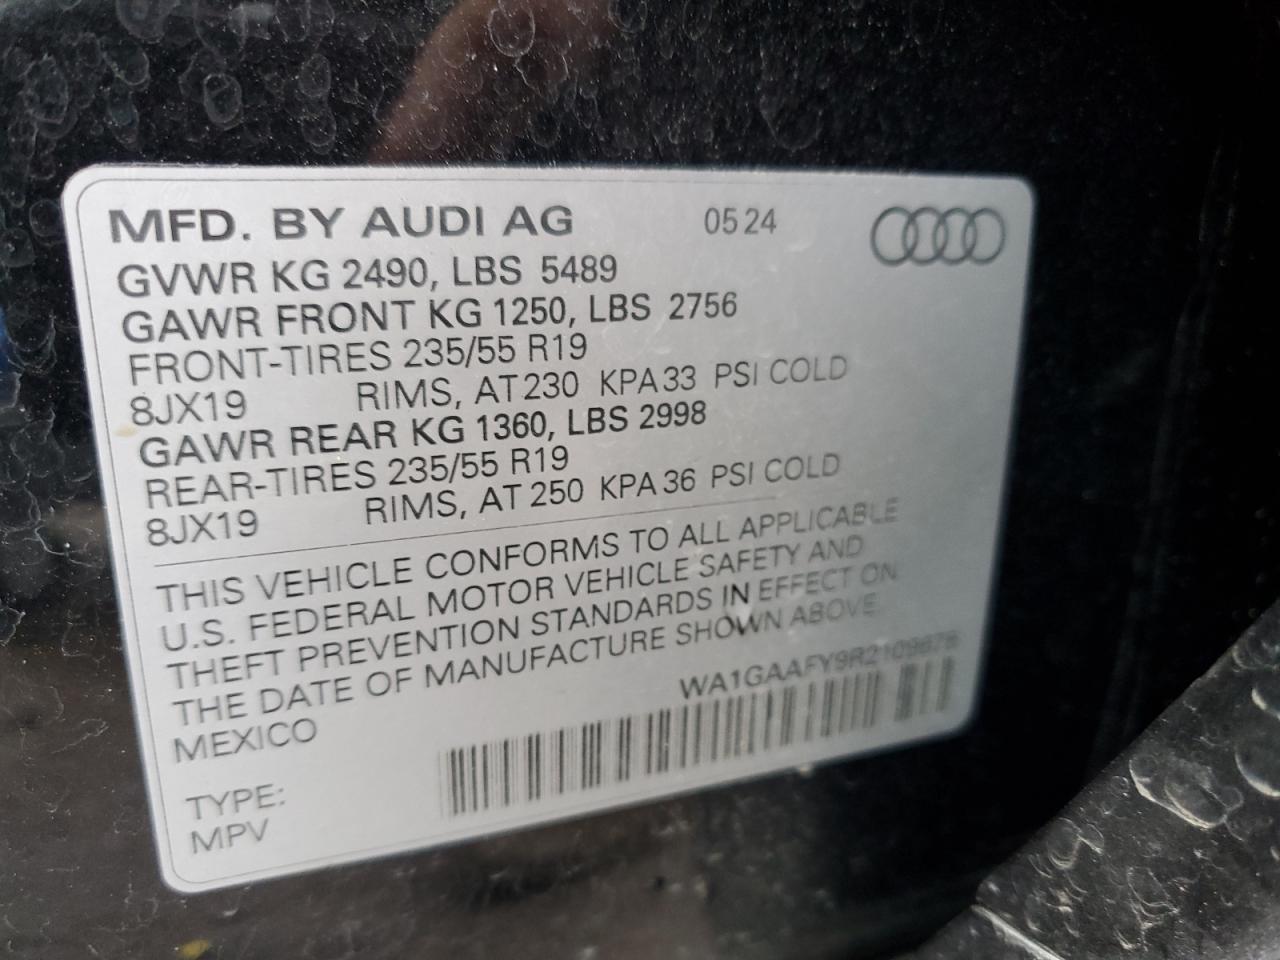 MFD. BY AUDI AG 0524
GVWR KG 2490, LBS 5489
GAWR FRONT KG 1250, LBS 2756
FRONT-TIRES 235/55 R19
8JX19 RIMS, AT 230 KPA 33 PSI COLD
GAWR REAR KG 1360, LBS 2998
REAR-TIRES 235/55 R19
8JX19 RIMS, AT 250 KPA 36 PSI COLD
THIS VEHICLE CONFORMS TO ALL APPLICABLE
U.S. FEDERAL MOTOR VEHICLE SAFETY AND
THEFT PREVENTION STANDARDS IN EFFECT ON
THE DATE OF MANUFACTURE SHOWN ABOVE.
MEXICO
TYPE:
MPV